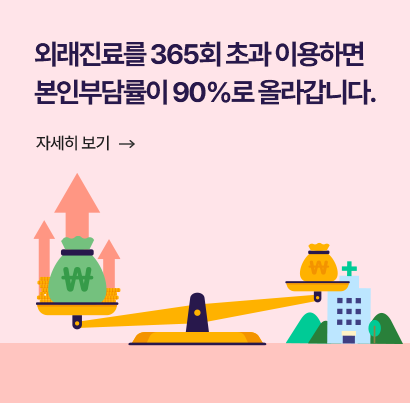 외래진료를 365회 초과 이용하면
본인부담률이 90%로 올라갑니다.
자세히 보기 →
₩
₩